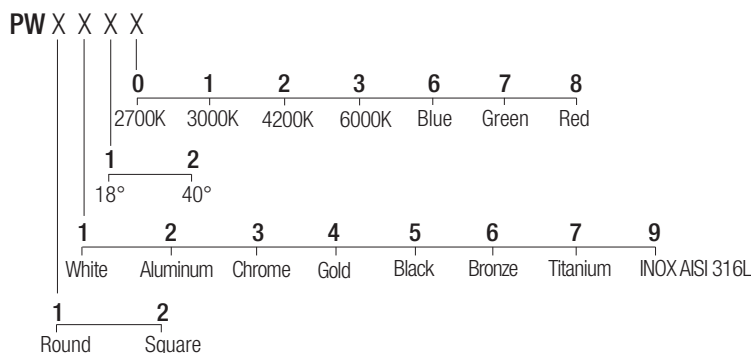 PW X X X X
0 1 2 3 6 7 8
2700K 3000K 4200K 6000K Blue Green Red
1 2
18° 40°
1 2 3 4 5 6 7 9
White Aluminum Chrome Gold Black Bronze Titanium INOX AISI 316L
1 2
Round Square